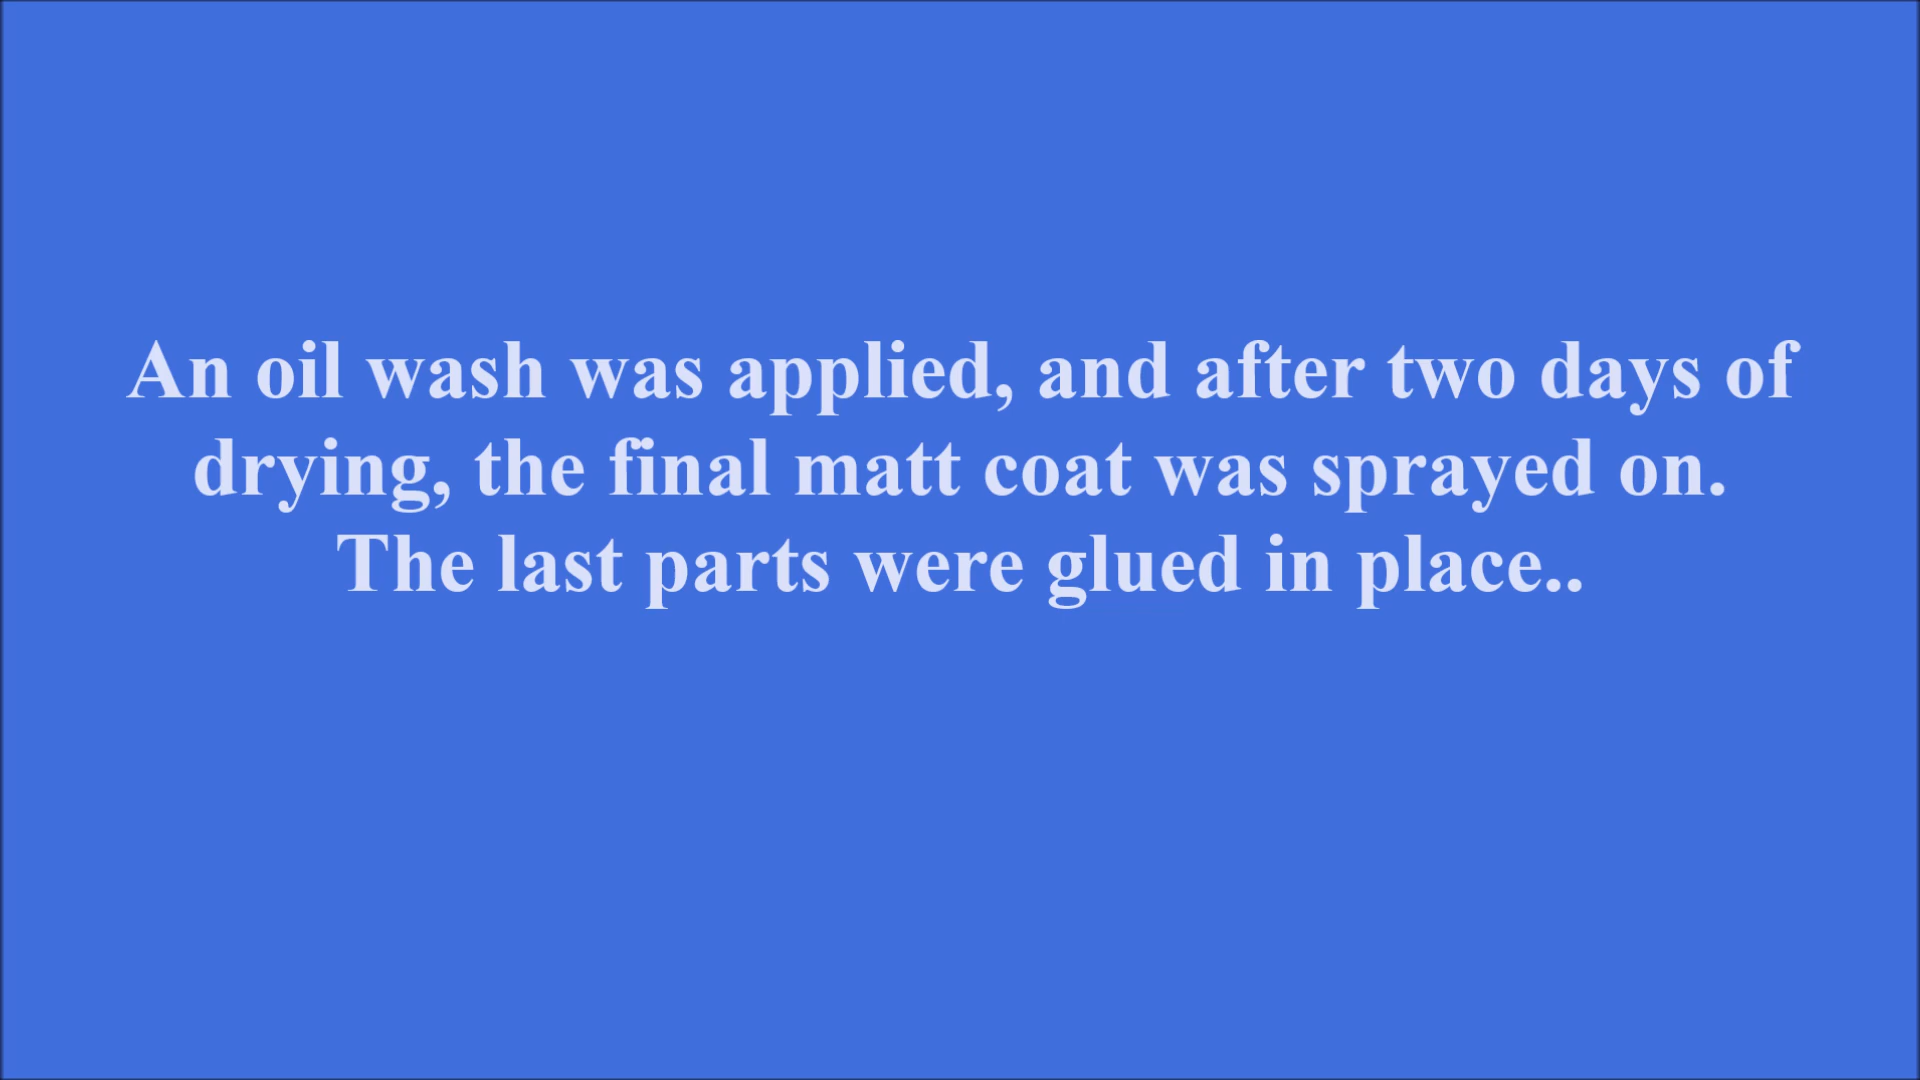 An oil wash was applied, and after two days of
drying, the final matt coat was sprayed on.
The last parts were glued in place..